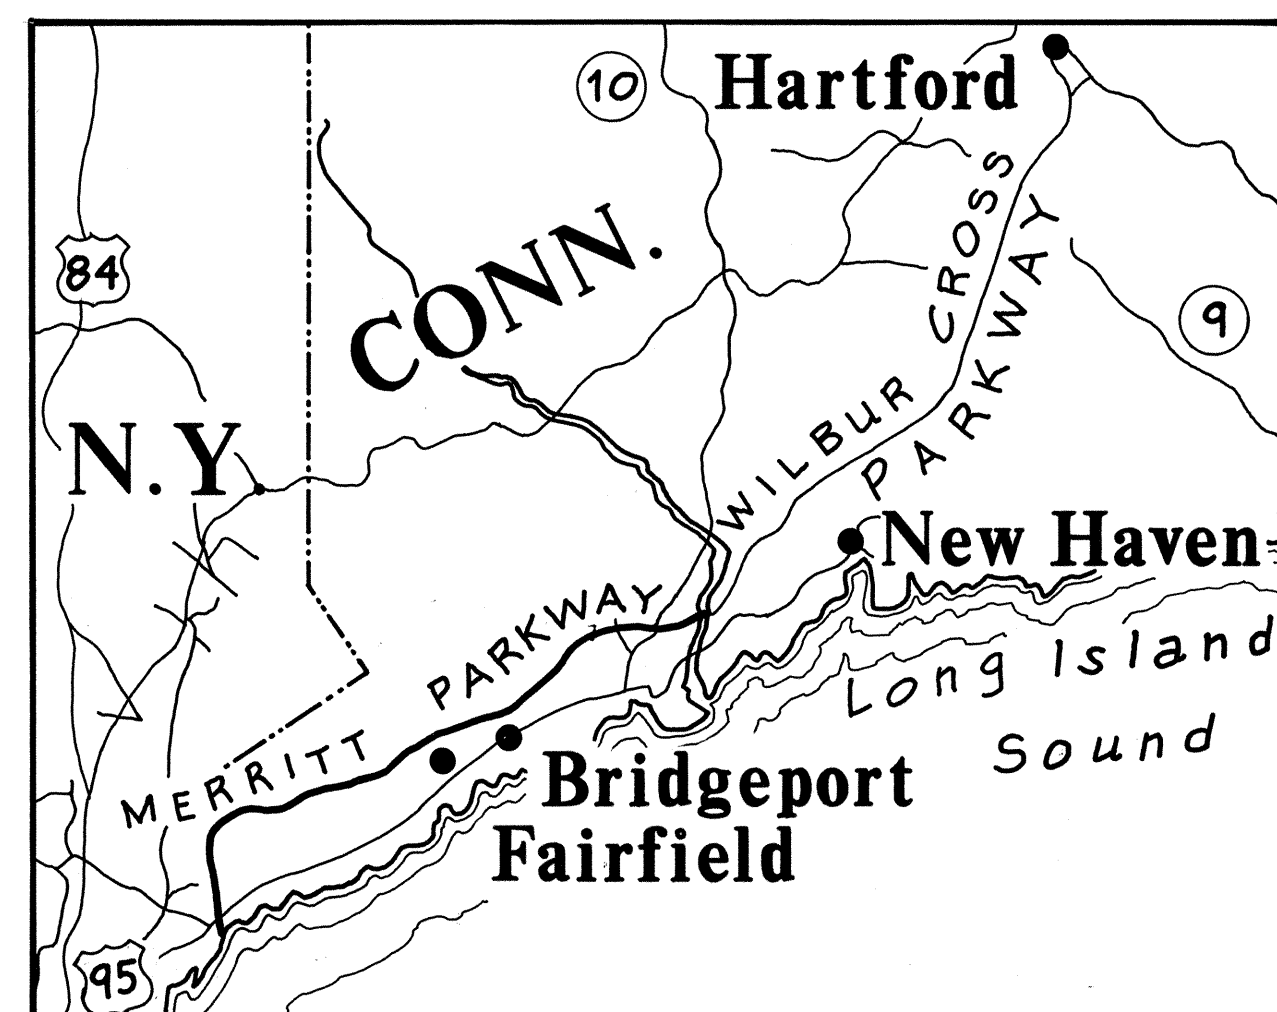 10
Hartford
CONN.
84
WILBUR CROSS
PARKWAY
9
N.Y.
New Haven
MERRITT PARKWAY
Long Island
Sound
Bridgeport
Fairfield
95